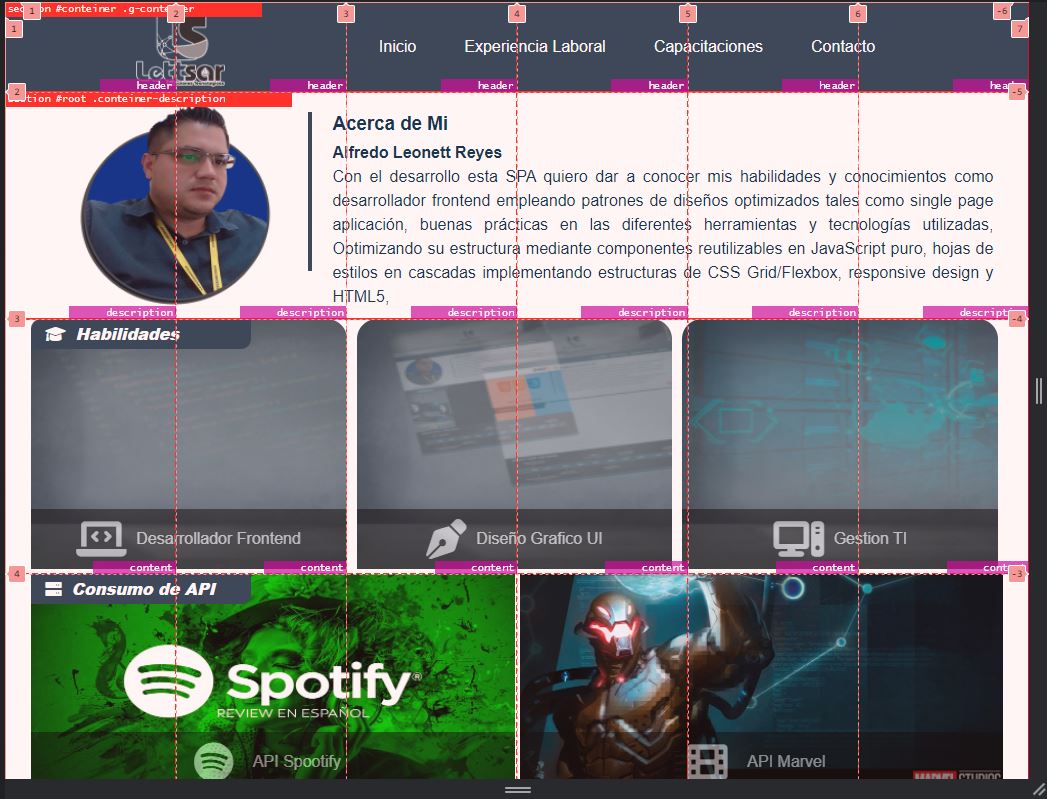 section #conteiner .g-conteiner
1 2 3 4 5 6 -6
1 7
Lettsar
Inicio Experiencia Laboral Capacitaciones Contacto
header header header header header header
2 -5
section #root .conteiner-description
Acerca de Mi
Alfredo Leonett Reyes
Con el desarrollo esta SPA quiero dar a conocer mis habilidades y conocimientos como
desarrollador frontend empleando patrones de diseños optimizados tales como single page
aplicación, buenas prácticas en las diferentes herramientas y tecnologías utilizadas,
Optimizando su estructura mediante componentes reutilizables en JavaScript puro, hojas de
estilos en cascadas implementando estructuras de CSS Grid/Flexbox, responsive design y
HTML5,
description description description description description descript
3 -4
Habilidades
Desarrollador Frontend
Diseño Grafico UI
Gestion TI
content content content content content cont
4 -3
Consumo de API
Spotify®
REVIEW EN ESPAÑOL
API Spootify
API Marvel
MARVEL STUDIOS